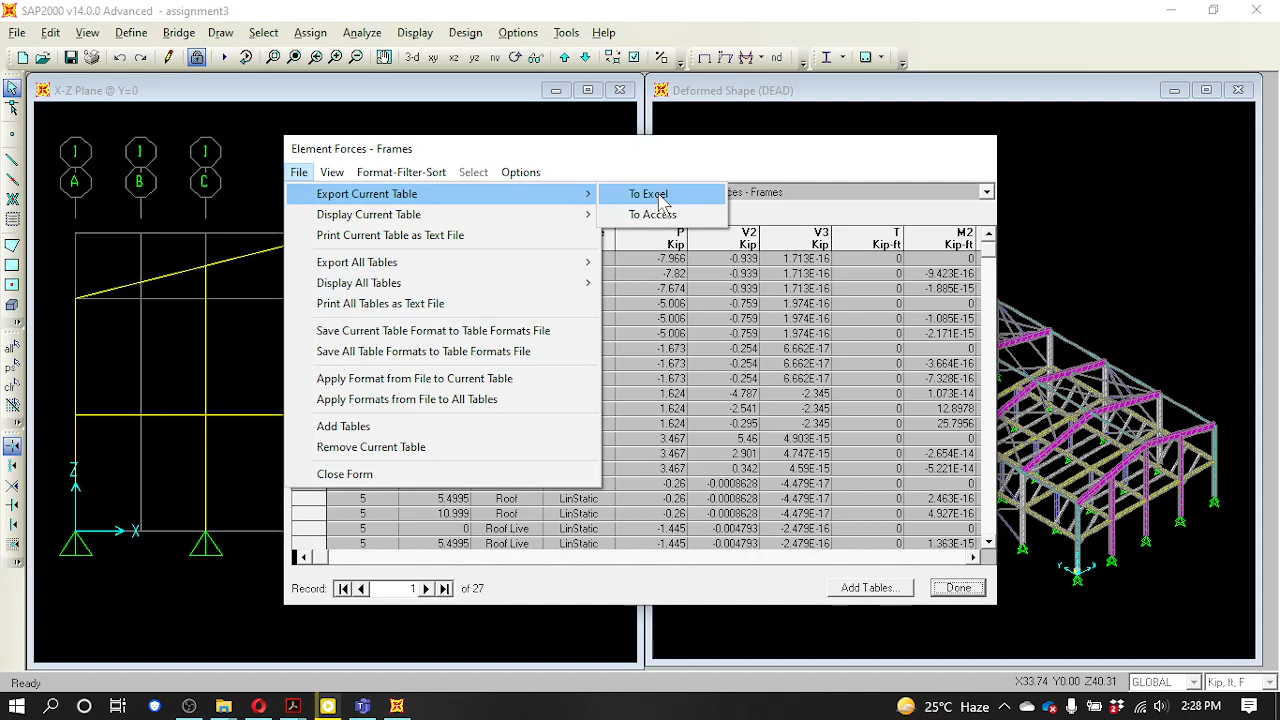 SAP2000 v14.0.0 Advanced - assignment3
File Edit View Define Bridge Draw Select Assign Analyze Display Design Options Tools Help
3-d xy xz yz nv 6d nd
X-Z Plane @ Y=0
Deformed Shape (DEAD)
1 1 1
A B C
Z
X
all
ps
clr
Element Forces - Frames
File View Format-Filter-Sort Select Options
Export Current Table
Display Current Table
Print Current Table as Text File
Export All Tables
Display All Tables
Print All Tables as Text File
Save Current Table Format to Table Formats File
Save All Table Formats to Table Formats File
Apply Format from File to Current Table
Apply Formats from File to All Tables
Add Tables
Remove Current Table
Close Form
To Excel
To Access
ces - Frames
P V2 V3 T M2
Kip Kip Kip Kip-ft Kip-ft
-7.966 -0.939 1.713E-16 0 0
-7.82 -0.939 1.713E-16 0 -9.423E-16
-7.674 -0.939 1.713E-16 0 -1.885E-15
-5.006 -0.759 1.974E-16 0 0
-5.006 -0.759 1.974E-16 0 -1.085E-15
-5.006 -0.759 1.974E-16 0 -2.171E-15
-1.673 -0.254 6.662E-17 0 0
-1.673 -0.254 6.662E-17 0 -3.664E-16
-1.673 -0.254 6.662E-17 0 -7.328E-16
1.624 -4.787 -2.345 0 1.073E-14
1.624 -2.541 -2.345 0 12.8978
1.624 -0.295 -2.345 0 25.7956
3.467 5.46 4.903E-15 0 0
3.467 2.901 4.747E-15 0 -2.654E-14
3.467 0.342 4.59E-15 0 -5.221E-14
-0.26 -0.0008628 -4.479E-17 0 0
5 5.4995 Roof LinStatic -0.26 -0.0008628 -4.479E-17 0 2.463E-16
5 10.999 Roof LinStatic -0.26 -0.0008628 -4.479E-17 0 4.927E-16
5 0 Roof Live LinStatic -1.445 -0.004793 -2.479E-16 0 0
5 5.4995 Roof Live LinStatic -1.445 -0.004793 -2.479E-16 0 1.363E-15
Record: 1 of 27
Add Tables... Done
Y X
Ready
X33.74 Y0.00 Z40.31 GLOBAL Kip, ft, F
25°C Haze 2:28 PM